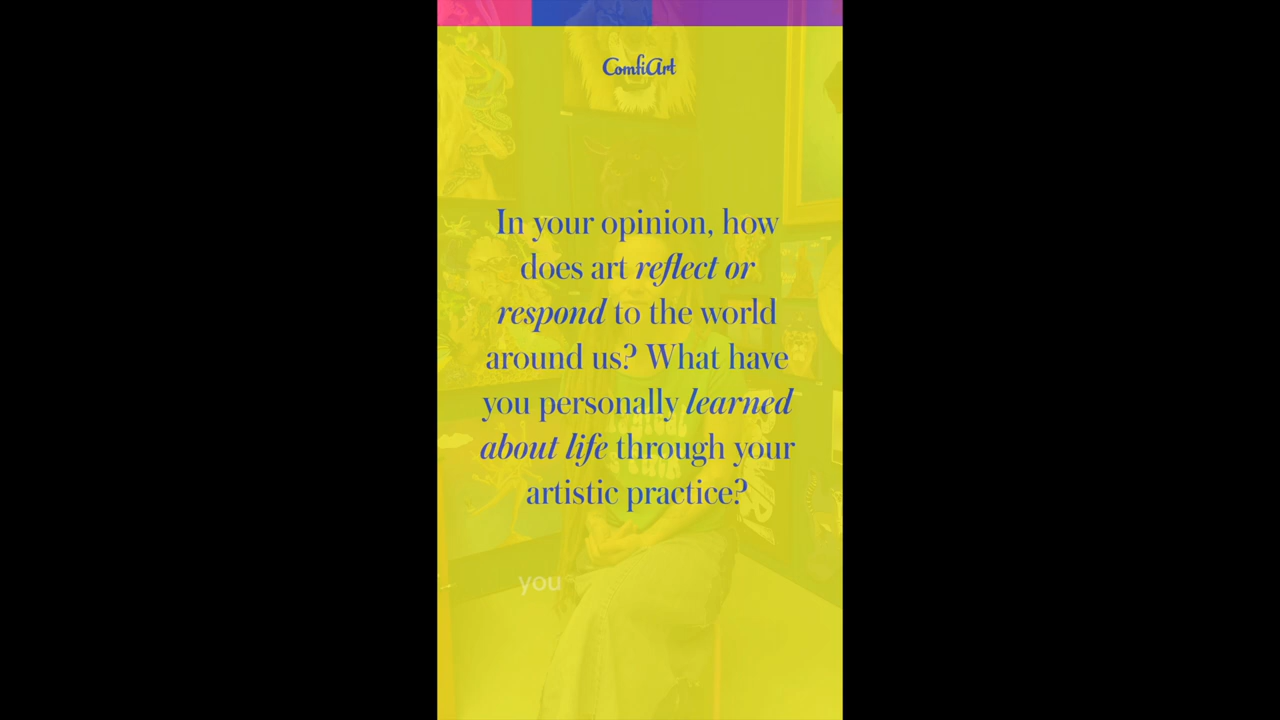 ComfiArt
In your opinion, how
does art reflect or
respond to the world
around us? What have
you personally learned
about life through your
artistic practice?
you